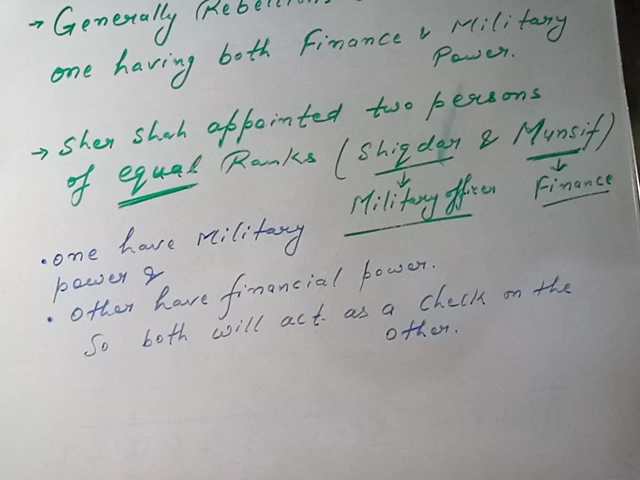 → Generally Rebellions
one having both Finance & Military
Power.
→ Sher Shah appointed two persons
of equal Ranks (Shiqdar & Munsif)
↓ ↓
Military officer Finance
• one have Military
power &
• Other have financial power.
So both will act as a check on the
other.